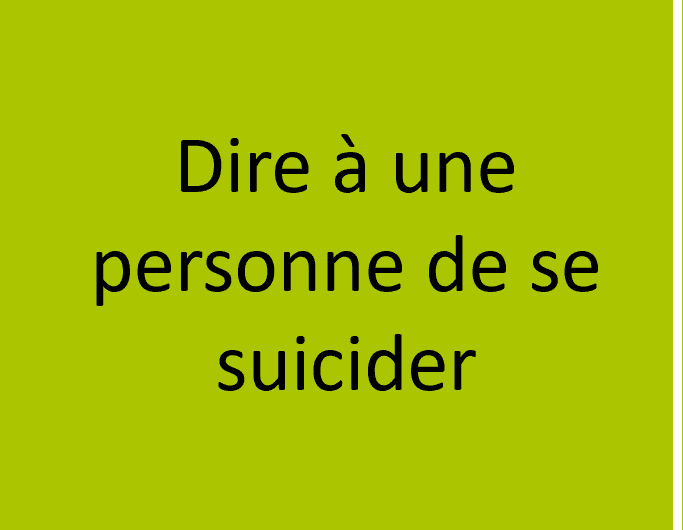 Dire à une
personne de se
suicider